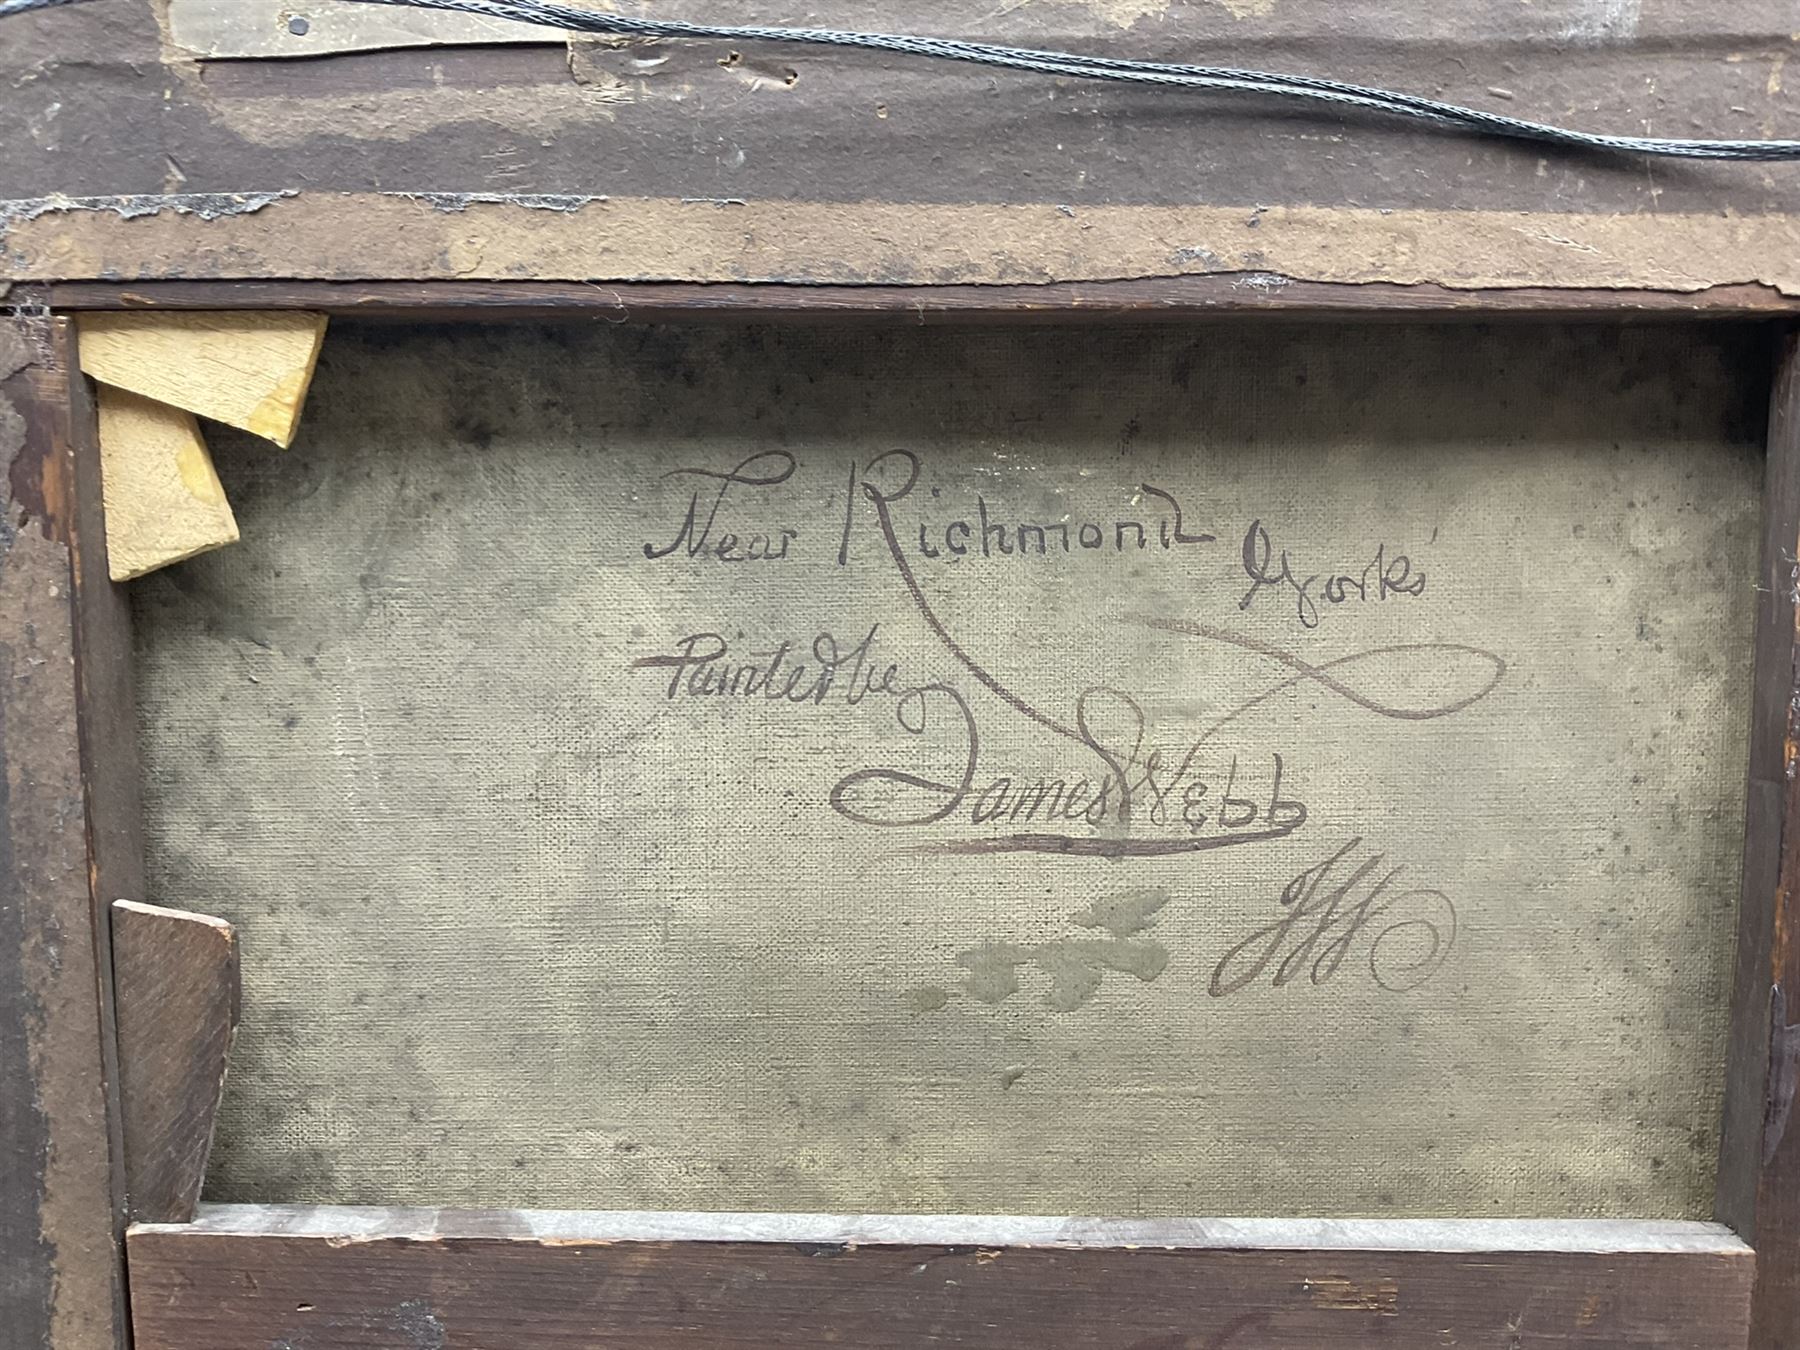 Near Richmond Yorks
Painted by
James Webb
JW